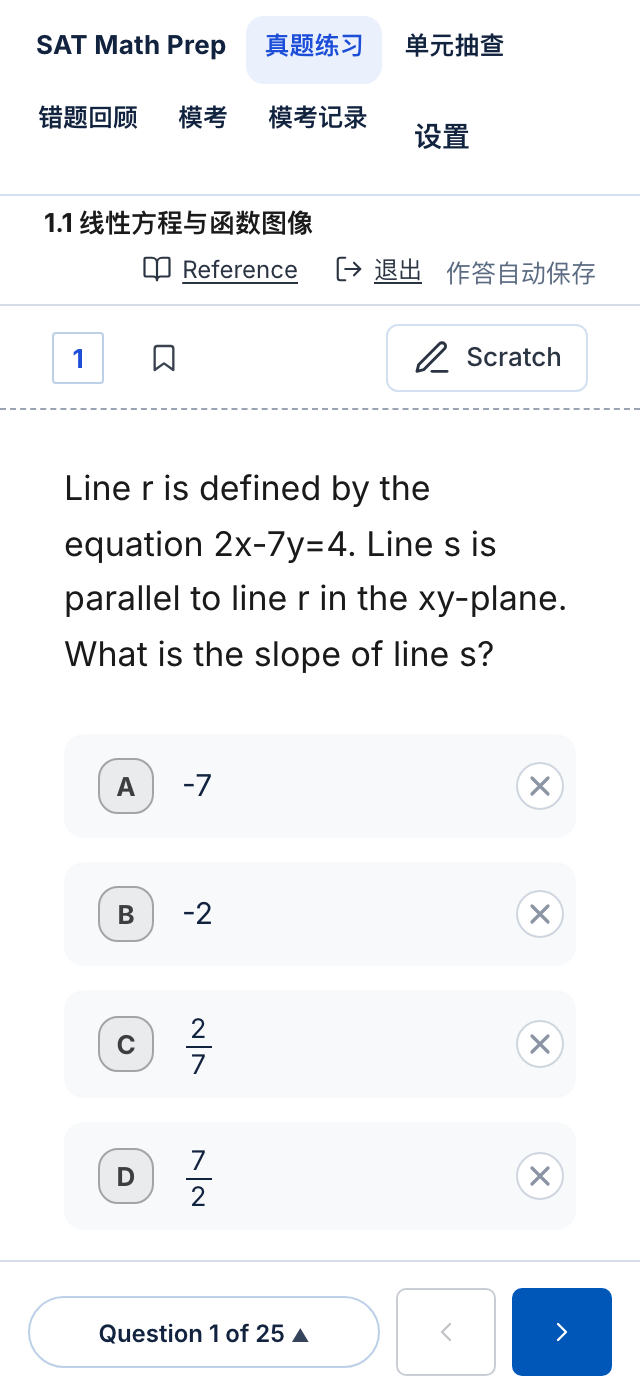 SAT Math Prep 真题练习 单元抽查
错题回顾 模考 模考记录 设置
1.1 线性方程与函数图像
Reference 退出 作答自动保存
1 Scratch
Line r is defined by the
equation 2x-7y=4. Line s is
parallel to line r in the xy-plane.
What is the slope of line s?
A -7
B -2
C 2/7
D 7/2
Question 1 of 25 ▲